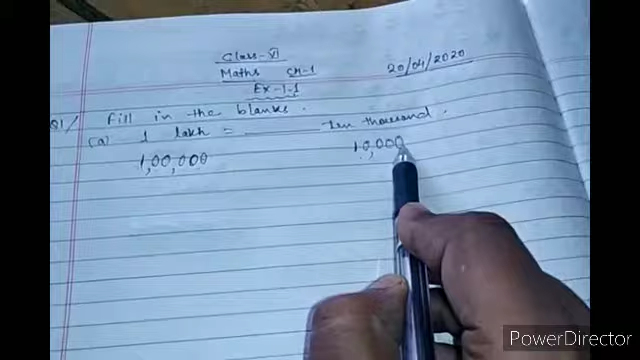 Class-VI
Maths CH-1
20/04/2020
Ex-1.1
Q1/ Fill in the blanks.
(a) 1 lakh = ______ ten thousand.
1,00,000
10,000
PowerDirector